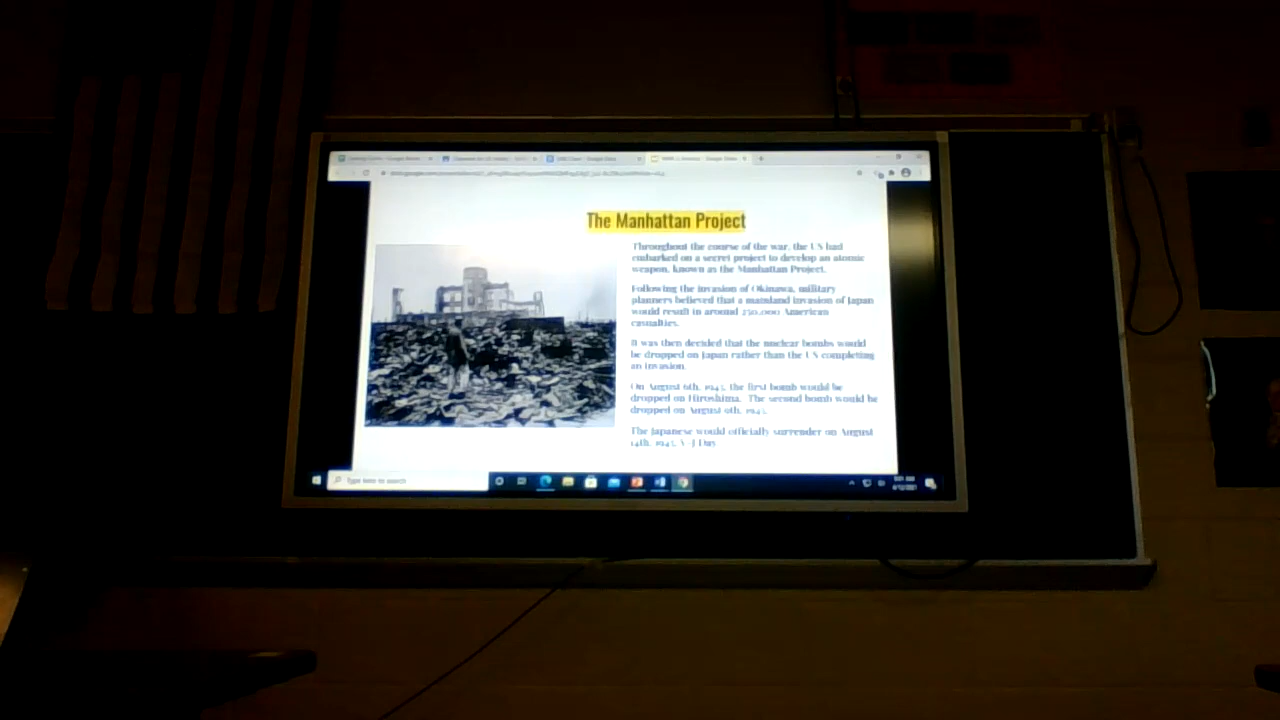 The Manhattan Project
Throughout the course of the war, the US had
embarked on a secret project to develop an atomic
weapon, known as the Manhattan Project.
Following the invasion of Okinawa, military
planners believed that a mainland invasion of Japan
would result in around 250,000 American
casualties.
It was then decided that the nuclear bombs would
be dropped on Japan rather than the US completing
an invasion.
On August 6th, 1945, the first bomb would be
dropped on Hiroshima. The second bomb would be
dropped on August 9th, 1945.
The Japanese would officially surrender on August
14th, 1945, V-J Day
Type here to search